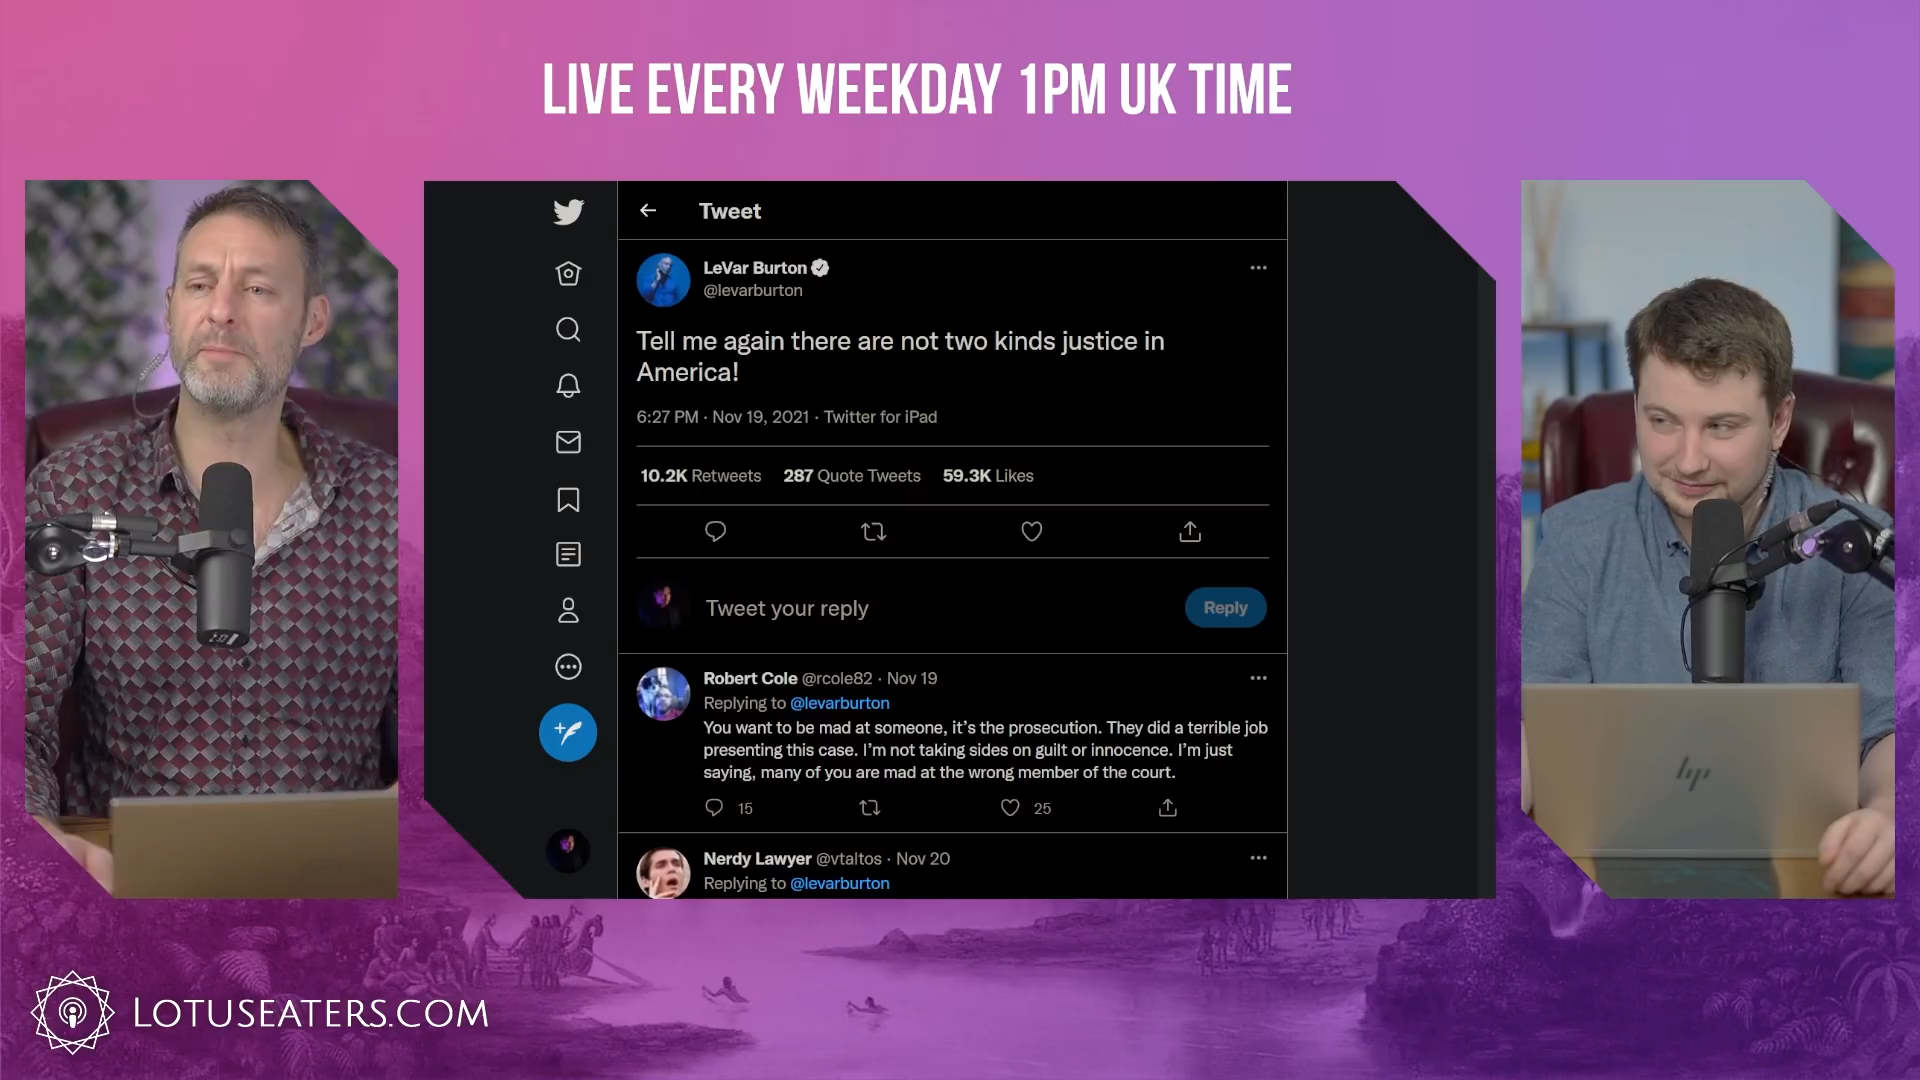 LIVE EVERY WEEKDAY 1PM UK TIME
Tweet
LeVar Burton
@levarburton
Tell me again there are not two kinds justice in
America!
6:27 PM · Nov 19, 2021 · Twitter for iPad
10.2K Retweets 287 Quote Tweets 59.3K Likes
Tweet your reply
Reply
Robert Cole @rcole82 · Nov 19
Replying to @levarburton
You want to be mad at someone, it's the prosecution. They did a terrible job
presenting this case. I'm not taking sides on guilt or innocence. I'm just
saying, many of you are mad at the wrong member of the court.
15 25
Nerdy Lawyer @vtaltos · Nov 20
Replying to @levarburton
hp
LOTUSEATERS.COM